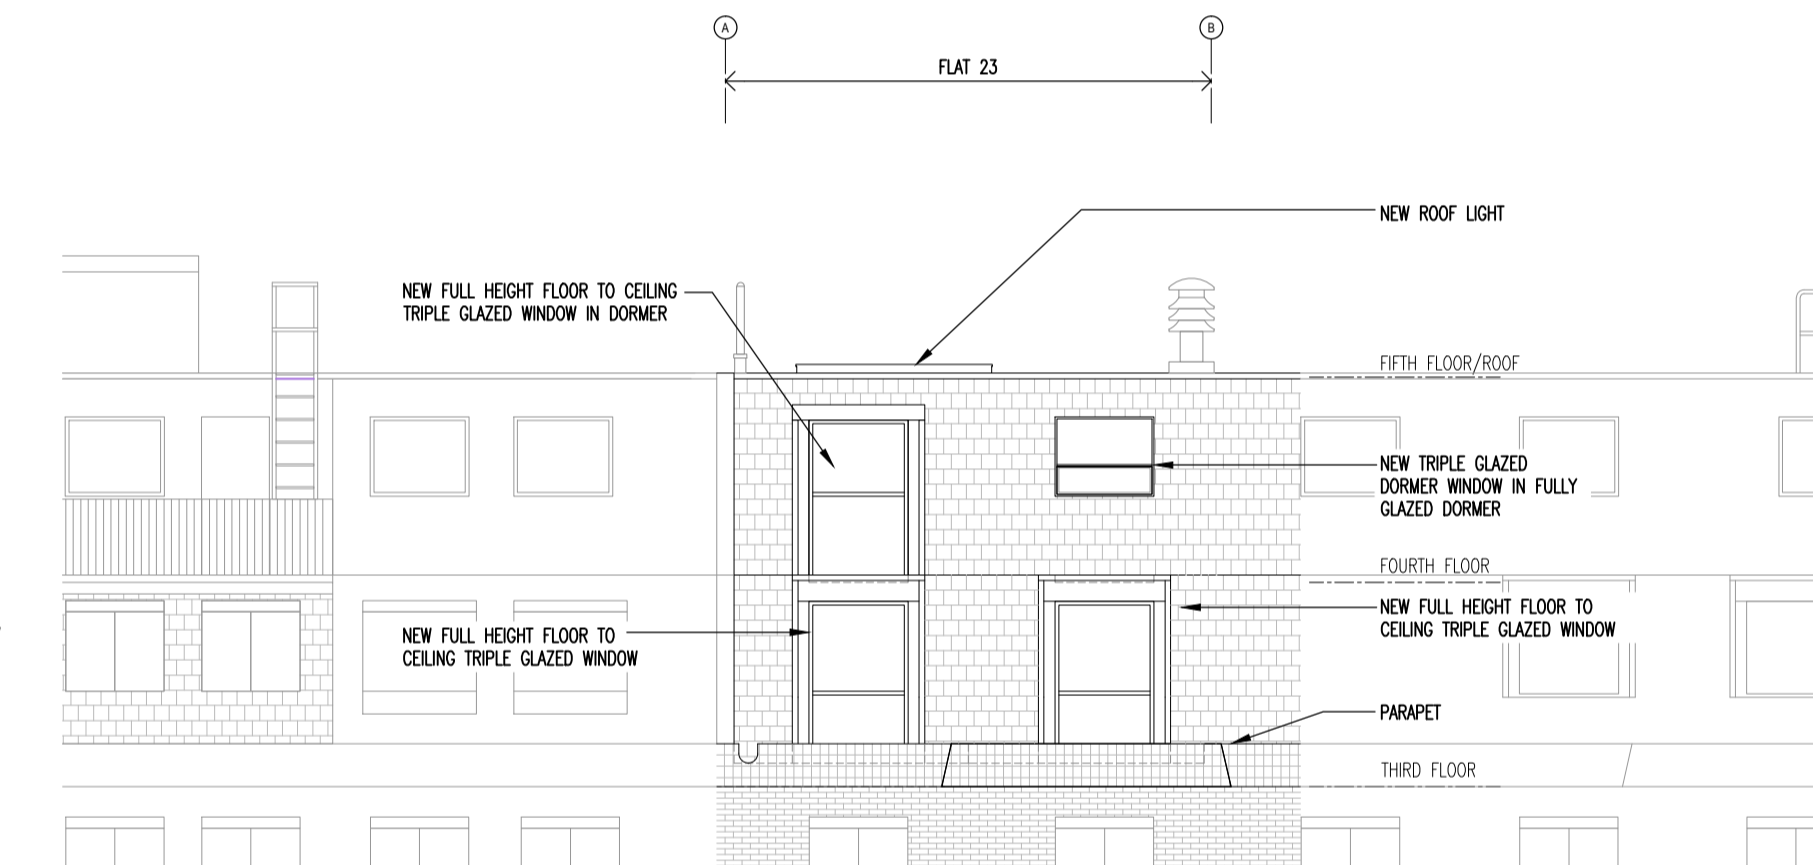 A
B
FLAT 23
NEW ROOF LIGHT
NEW FULL HEIGHT FLOOR TO CEILING
TRIPLE GLAZED WINDOW IN DORMER
FIFTH FLOOR/ROOF
NEW TRIPLE GLAZED
DORMER WINDOW IN FULLY
GLAZED DORMER
FOURTH FLOOR
NEW FULL HEIGHT FLOOR TO
CEILING TRIPLE GLAZED WINDOW
NEW FULL HEIGHT FLOOR TO
CEILING TRIPLE GLAZED WINDOW
PARAPET
THIRD FLOOR